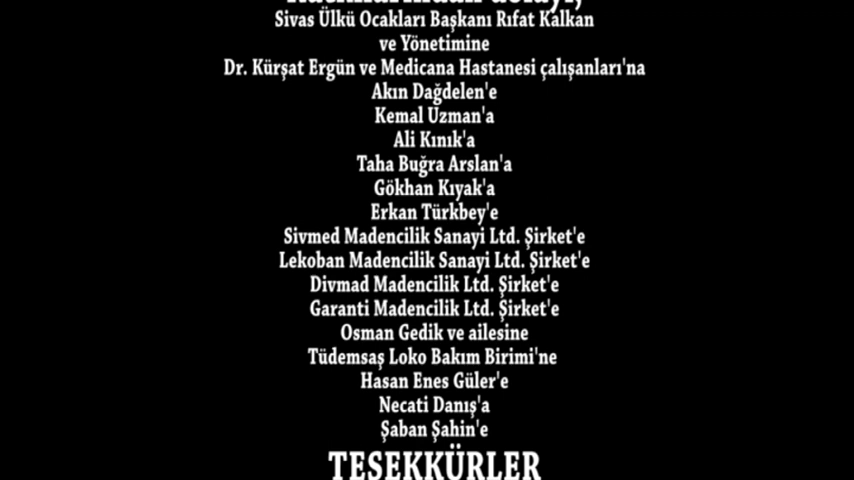 Sivas Ülkü Ocakları Başkanı Rıfat Kalkan
ve Yönetimine
Dr. Kürşat Ergün ve Medicana Hastanesi çalışanları'na
Akın Dağdelen'e
Kemal Uzman'a
Ali Kınık'a
Taha Buğra Arslan'a
Gökhan Kıyak'a
Erkan Türkbey'e
Sivmed Madencilik Sanayi Ltd. Şirket'e
Lekoban Madencilik Sanayi Ltd. Şirket'e
Divmad Madencilik Ltd. Şirket'e
Garanti Madencilik Ltd. Şirket'e
Osman Gedik ve ailesine
Tüdemsaş Loko Bakım Birimi'ne
Hasan Enes Güler'e
Necati Danış'a
Şaban Şahin'e
TEŞEKKÜRLER